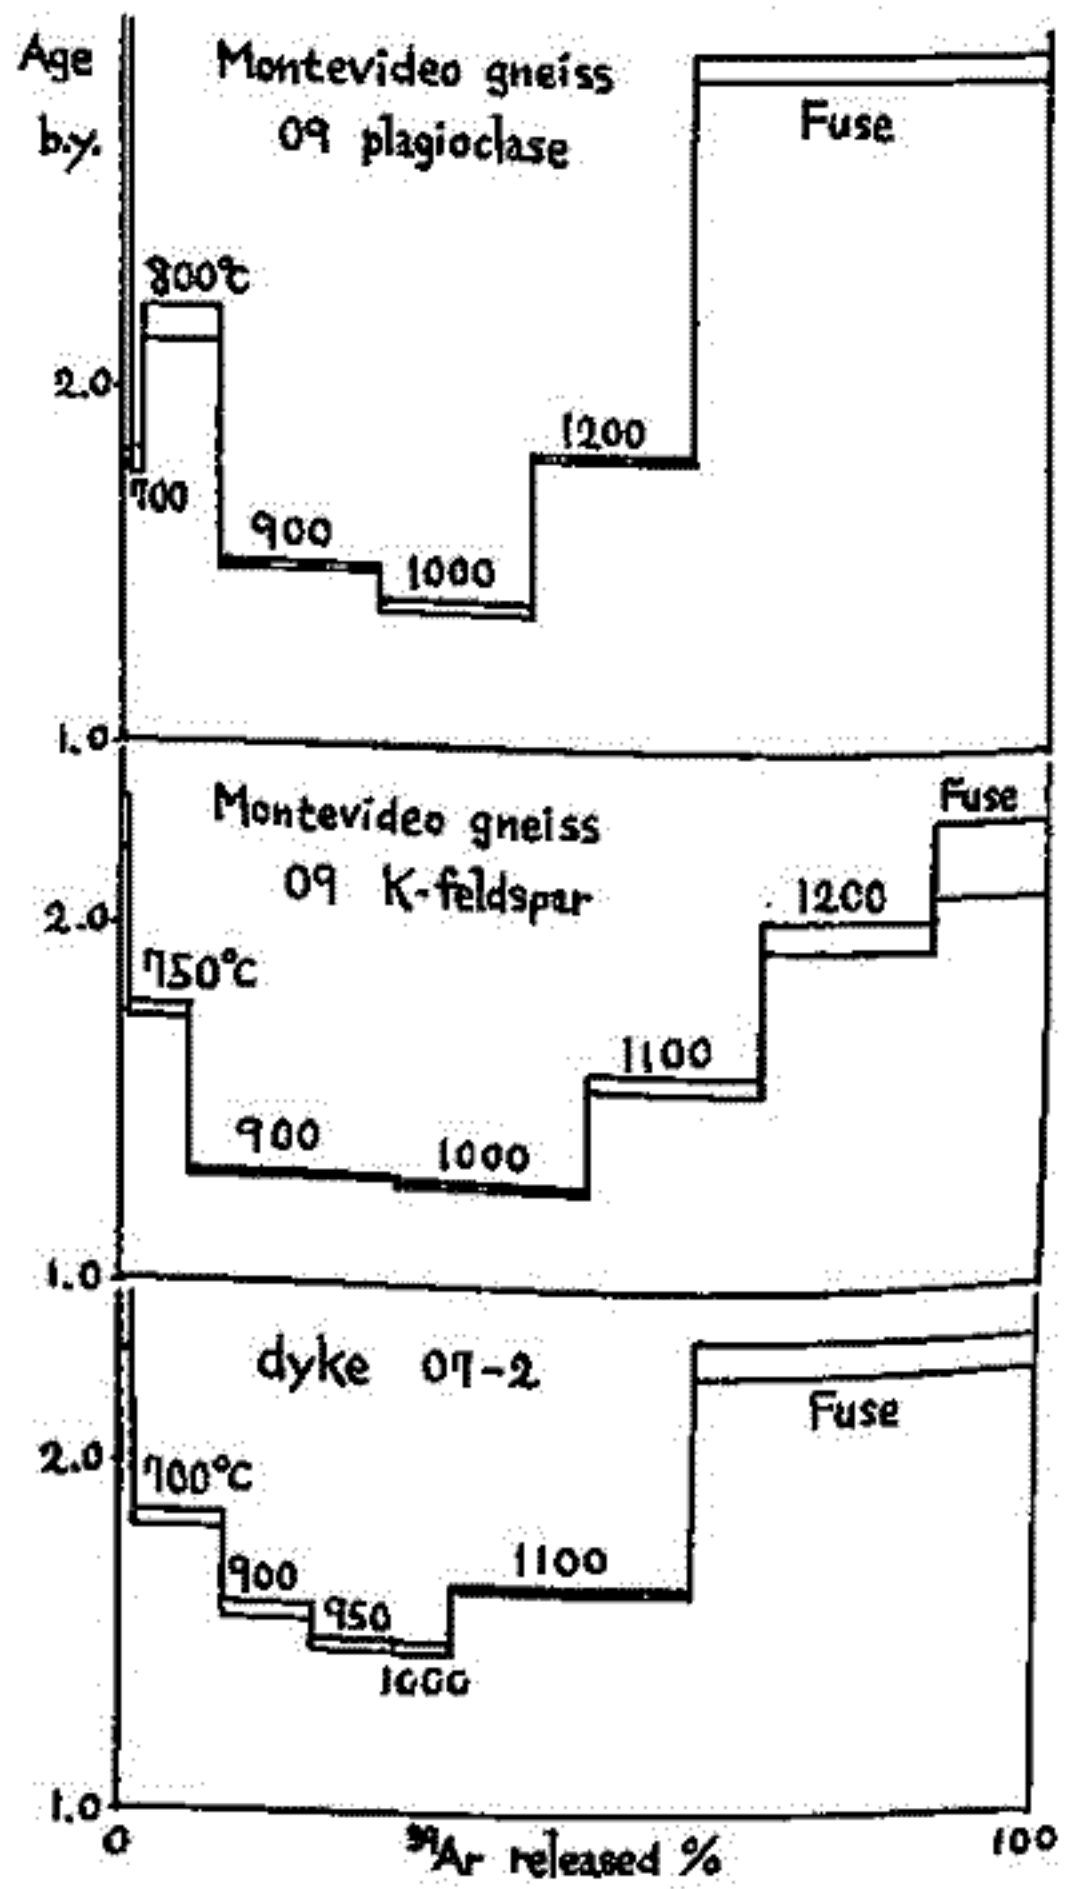 Age
b.y.
Montevideo gneiss
09 plagioclase
Fuse
800°c
2.0
1200
700
900
1000
1.0
Montevideo gneiss
09 K-feldspar
Fuse
2.0
1200
750°C
1100
900
1000
1.0
dyke 07-2
Fuse
2.0
700°C
1100
900
950
1000
1.0
0
³⁹Ar released %
100